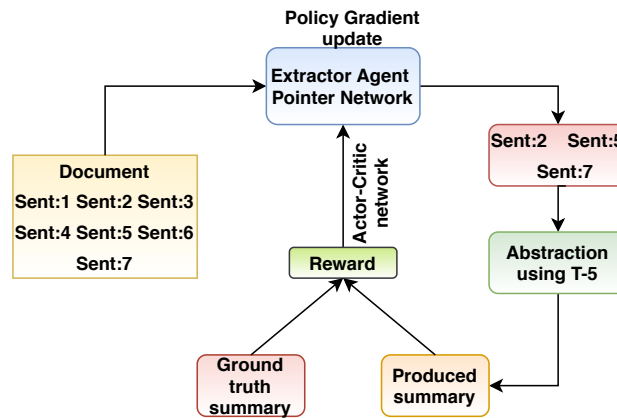 Policy Gradient
update
Extractor Agent
Pointer Network
Sent:2 Sent:5
Sent:7
Document
Sent:1 Sent:2 Sent:3
Sent:4 Sent:5 Sent:6
Sent:7
Actor-Critic
network
Reward
Abstraction
using T-5
Ground
truth
summary
Produced
summary